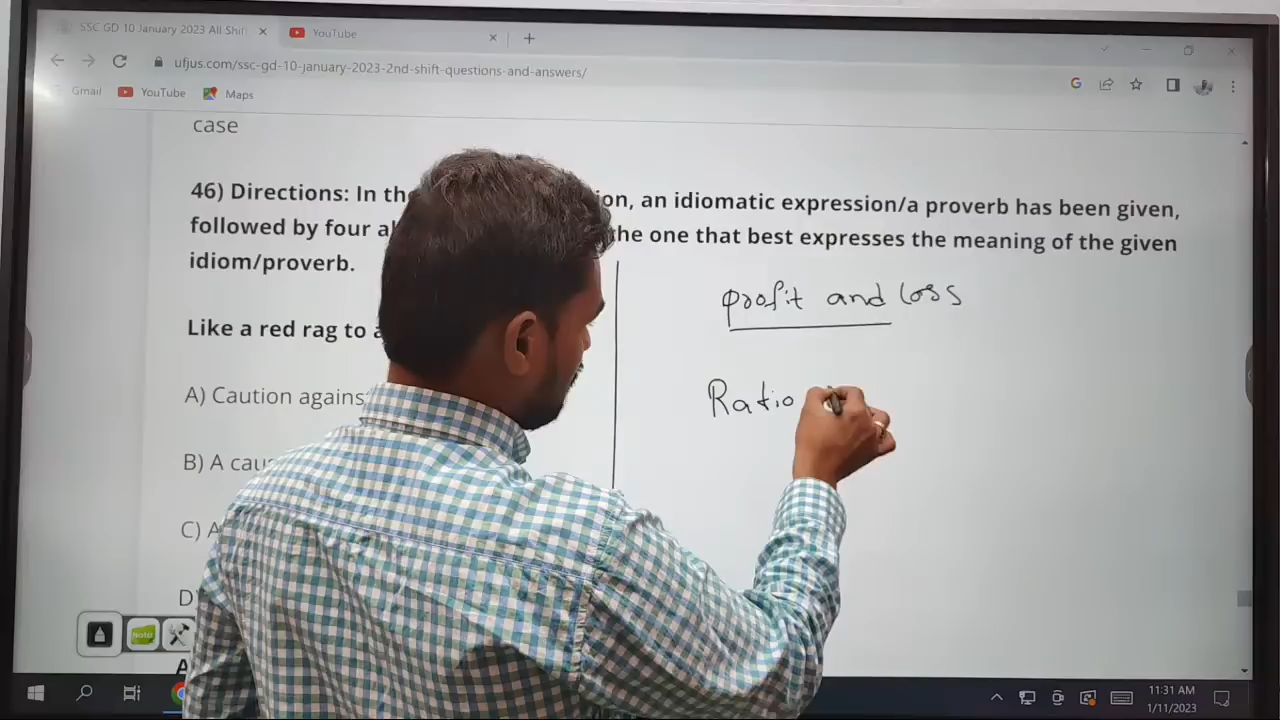 SSC GD 10 January 2023 All Shif
YouTube
ufjus.com/ssc-gd-10-january-2023-2nd-shift-questions-and-answers/
Gmail YouTube Maps
case
46) Directions: In the on, an idiomatic expression/a proverb has been given,
followed by four al the one that best expresses the meaning of the given
idiom/proverb.
profit and loss
Like a red rag to a
A) Caution agains
Ratio
B) A cau
C) A
D)
Note
A
11:31 AM
1/11/2023